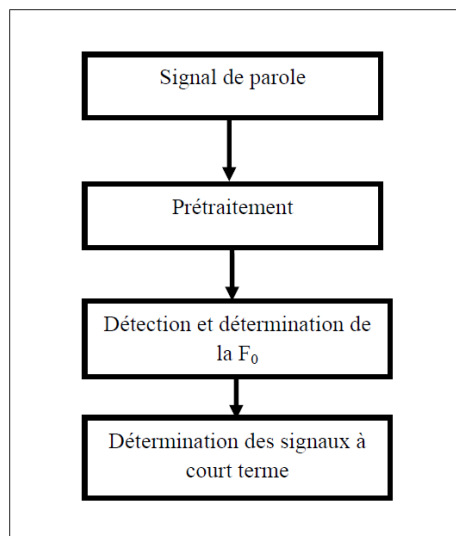 Signal de parole
Prétraitement
Détection et détermination de
la F₀
Détermination des signaux à
court terme